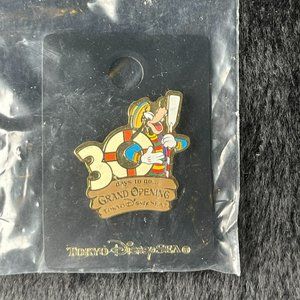 30
days to go...
GRAND OPENING
TOKYO DISNEYSEA
TOKYO DISNEYSEA®